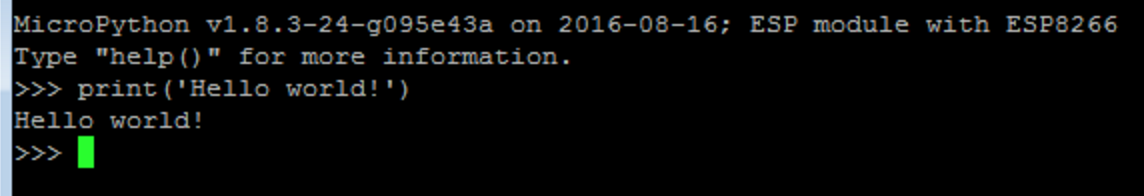 MicroPython v1.8.3-24-g095e43a on 2016-08-16; ESP module with ESP8266
Type "help()" for more information.
>>> print('Hello world!')
Hello world!
>>>